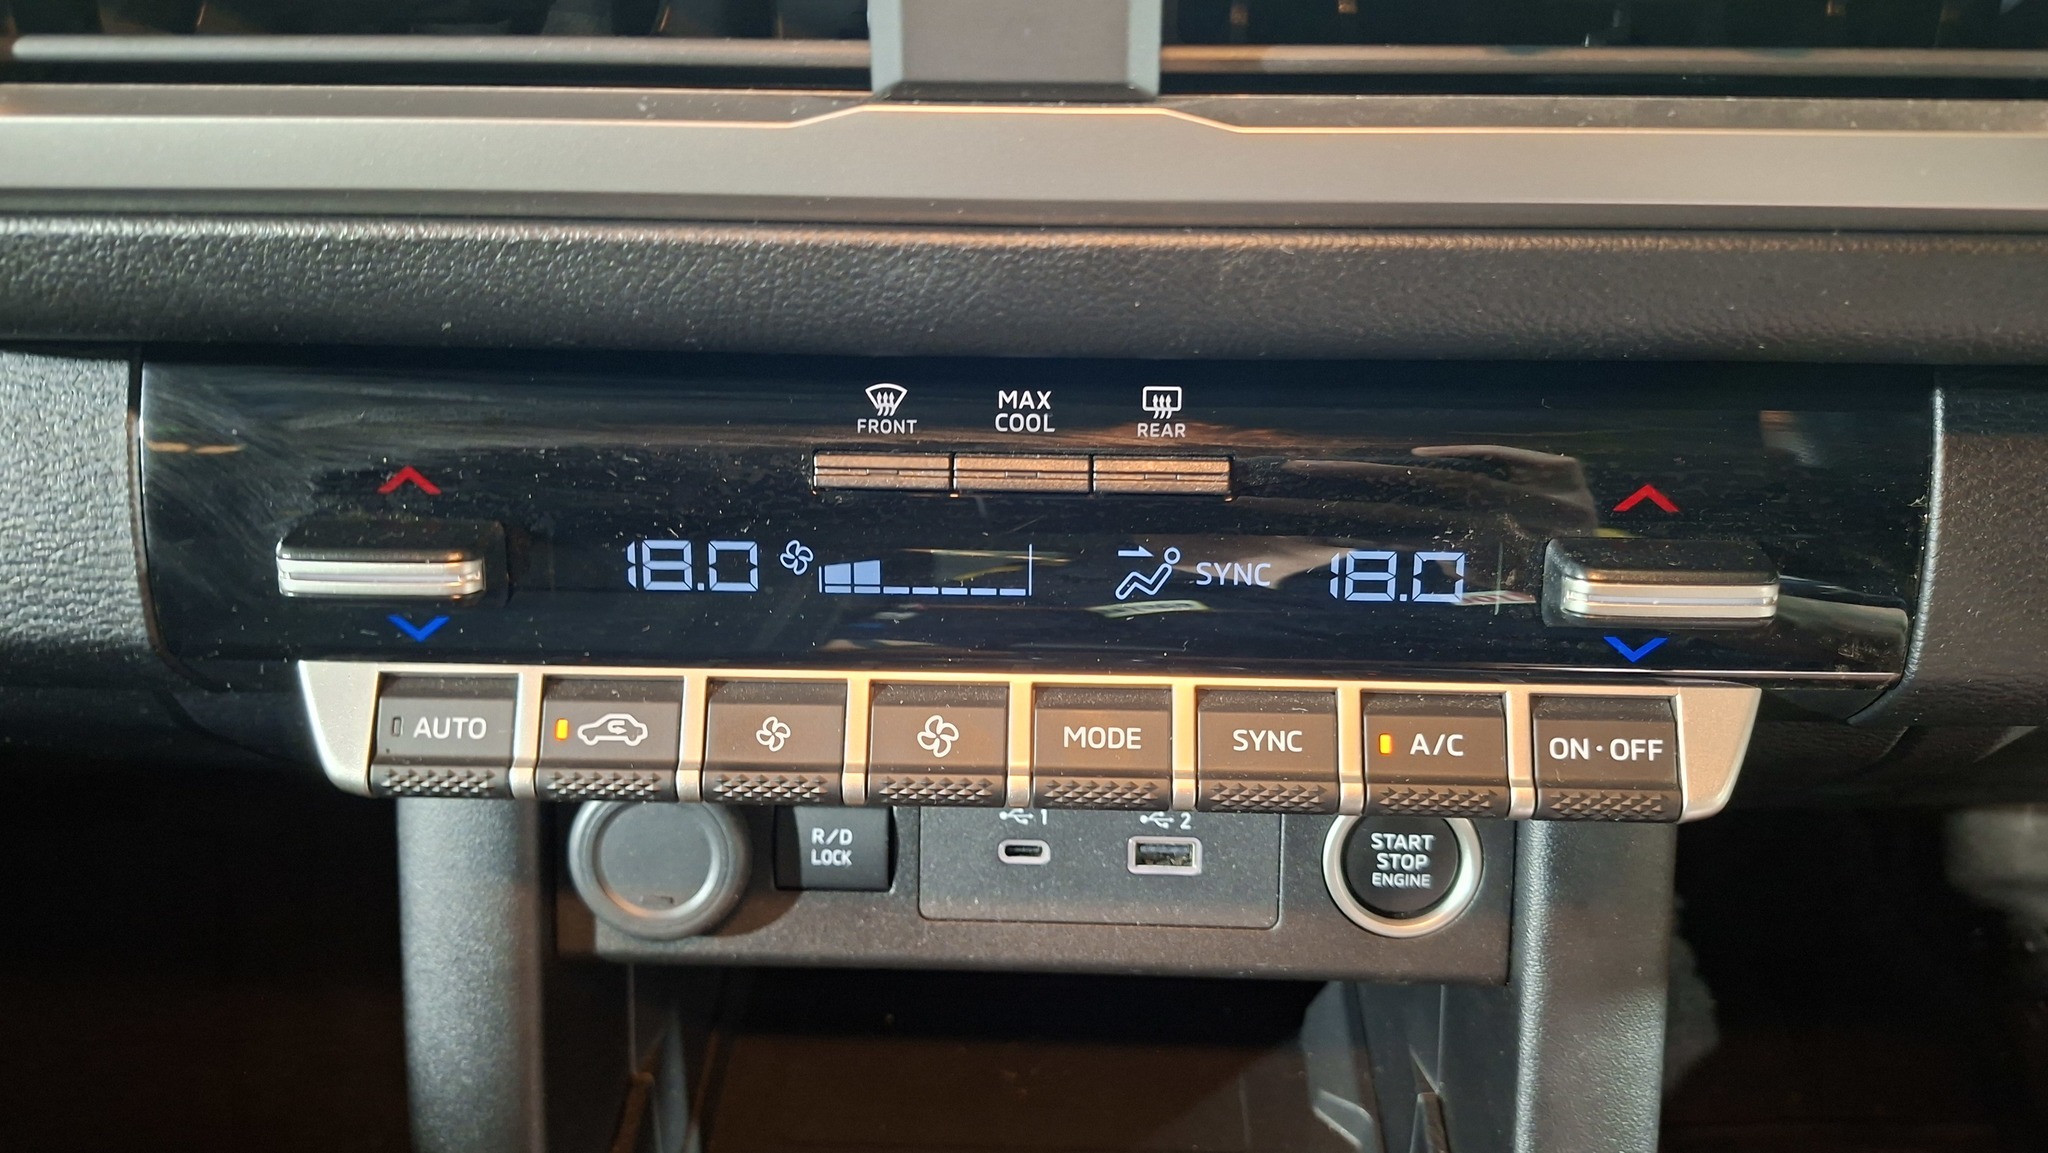 FRONT
MAX
COOL
REAR
18.0
SYNC
18.0
AUTO
MODE
SYNC
A/C
ON · OFF
1
2
R/D
LOCK
START
STOP
ENGINE